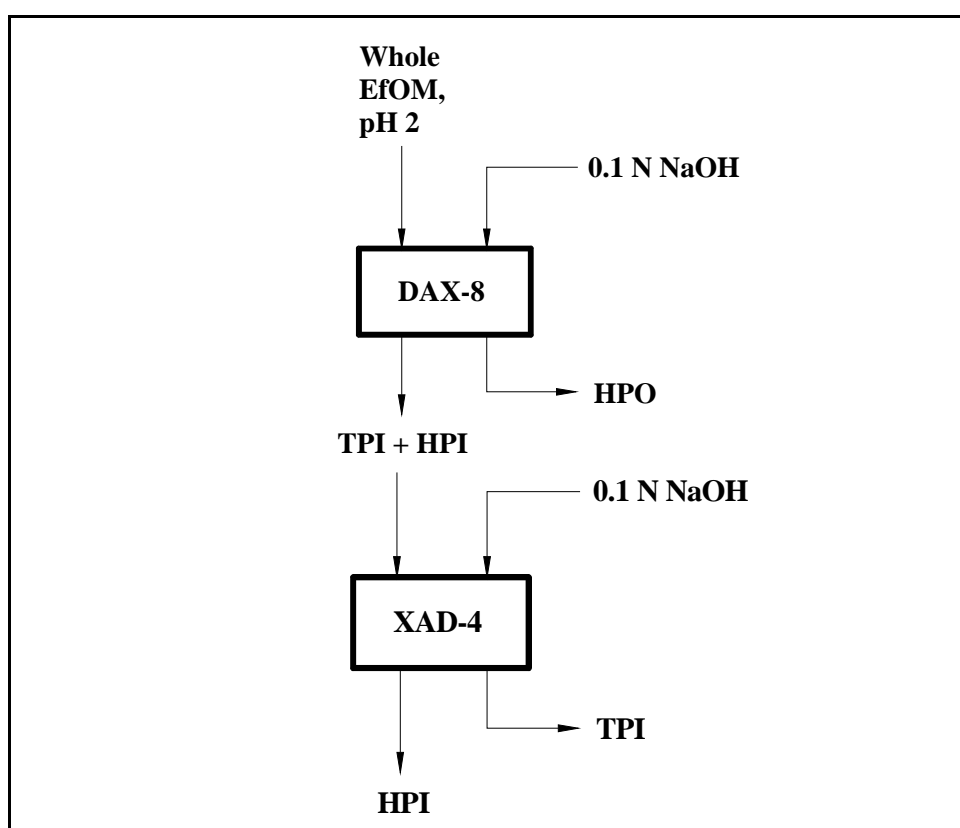 Whole
EfOM,
pH 2
0.1 N NaOH
DAX-8
HPO
TPI + HPI
0.1 N NaOH
XAD-4
TPI
HPI